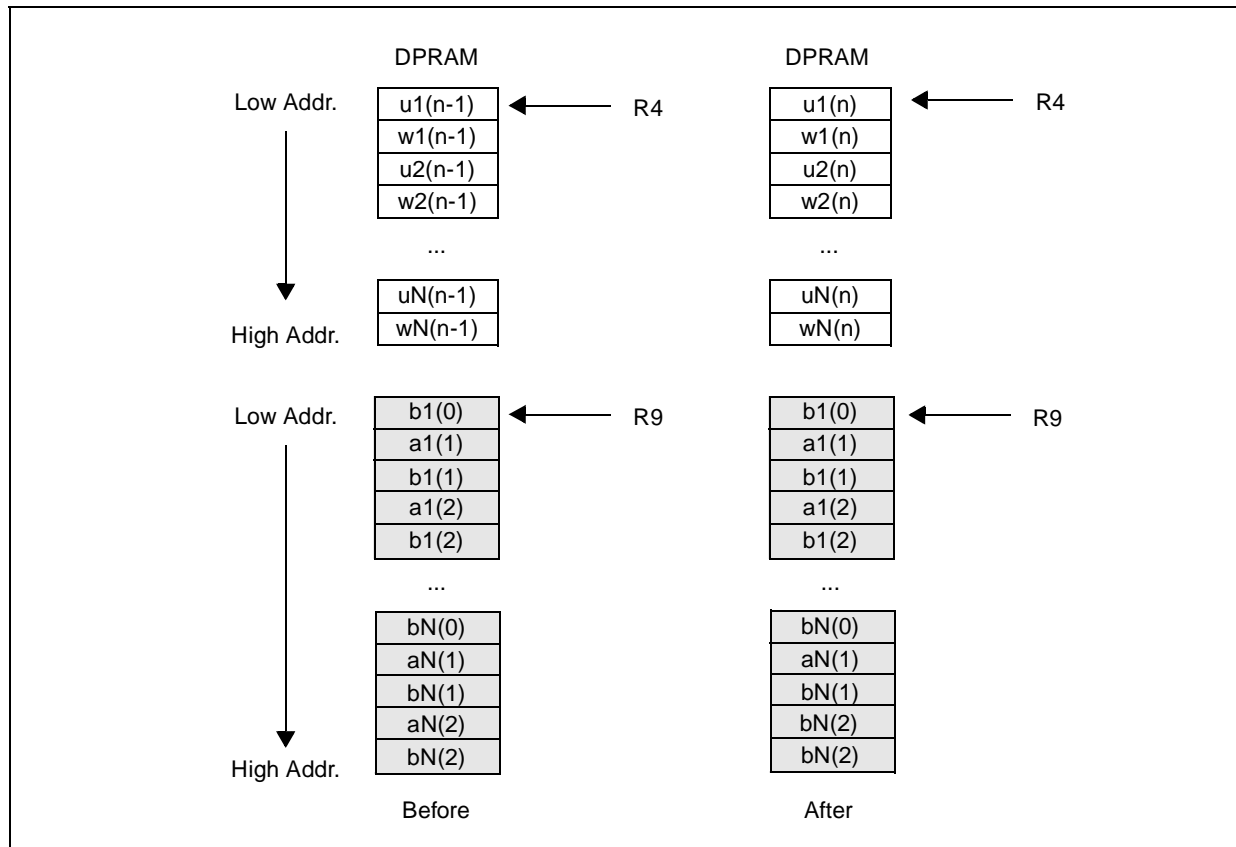 DPRAM DPRAM
Low Addr. u1(n-1) R4 u1(n) R4
w1(n-1) w1(n)
u2(n-1) u2(n)
w2(n-1) w2(n)
... ...
uN(n-1) uN(n)
High Addr. wN(n-1) wN(n)
Low Addr. b1(0) R9 b1(0) R9
a1(1) a1(1)
b1(1) b1(1)
a1(2) a1(2)
b1(2) b1(2)
... ...
bN(0) bN(0)
aN(1) aN(1)
bN(1) bN(1)
aN(2) bN(2)
High Addr. bN(2) bN(2)
Before After